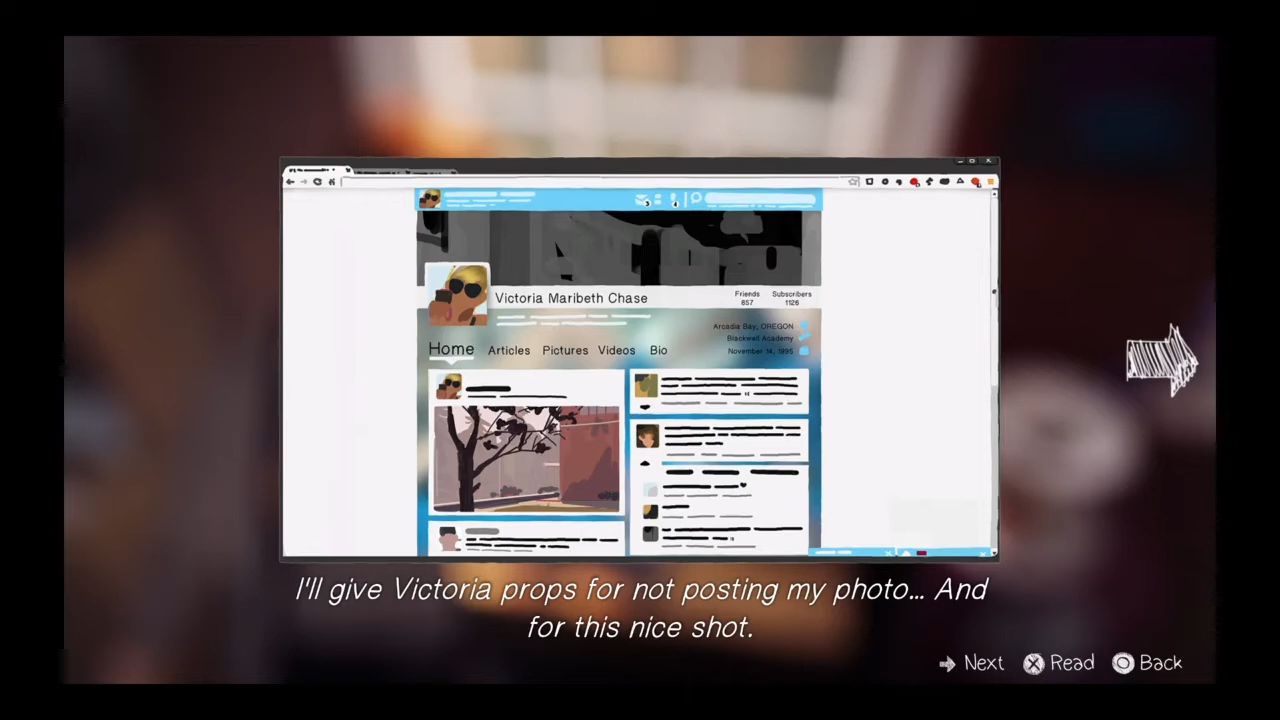 Friends
Subscribers
Victoria Maribeth Chase
857
1126
Arcadia Bay, OREGON
Blackwell Academy
November 14, 1995
Home
Articles
Pictures
Videos
Bio
I'll give Victoria props for not posting my photo... And
for this nice shot.
Next
Read
Back